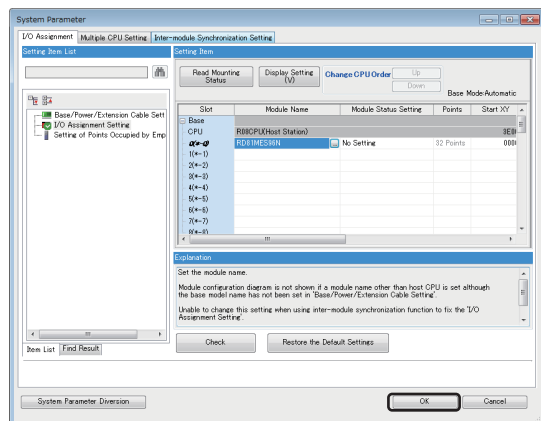 System Parameter
I/O Assignment Multiple CPU Setting Inter-module Synchronization Setting
Setting Item List
Setting Item
Read Mounting Status
Display Setting (V)
Change CPU Order
Up
Down
Base Mode:Automatic
Base/Power/Extension Cable Sett
I/O Assignment Setting
Setting of Points Occupied by Emp
Slot Module Name Module Status Setting Points Start XY
Base
CPU R08CPU(Host Station) 3E0
0(*-0) RD81MES96N No Setting 32 Points 000
1(*-1)
2(*-2)
3(*-3)
4(*-4)
5(*-5)
6(*-6)
7(*-7)
8(*-8)
Explanation
Set the module name.
Module configuration diagram is not shown if a module name other than host CPU is set although
the base model name has not been set in 'Base/Power/Extension Cable Setting'.
Unable to change this setting when using inter-module synchronization function to fix the 'I/O
Assignment Setting'.
Item List Find Result
Check
Restore the Default Settings
System Parameter Diversion
OK
Cancel